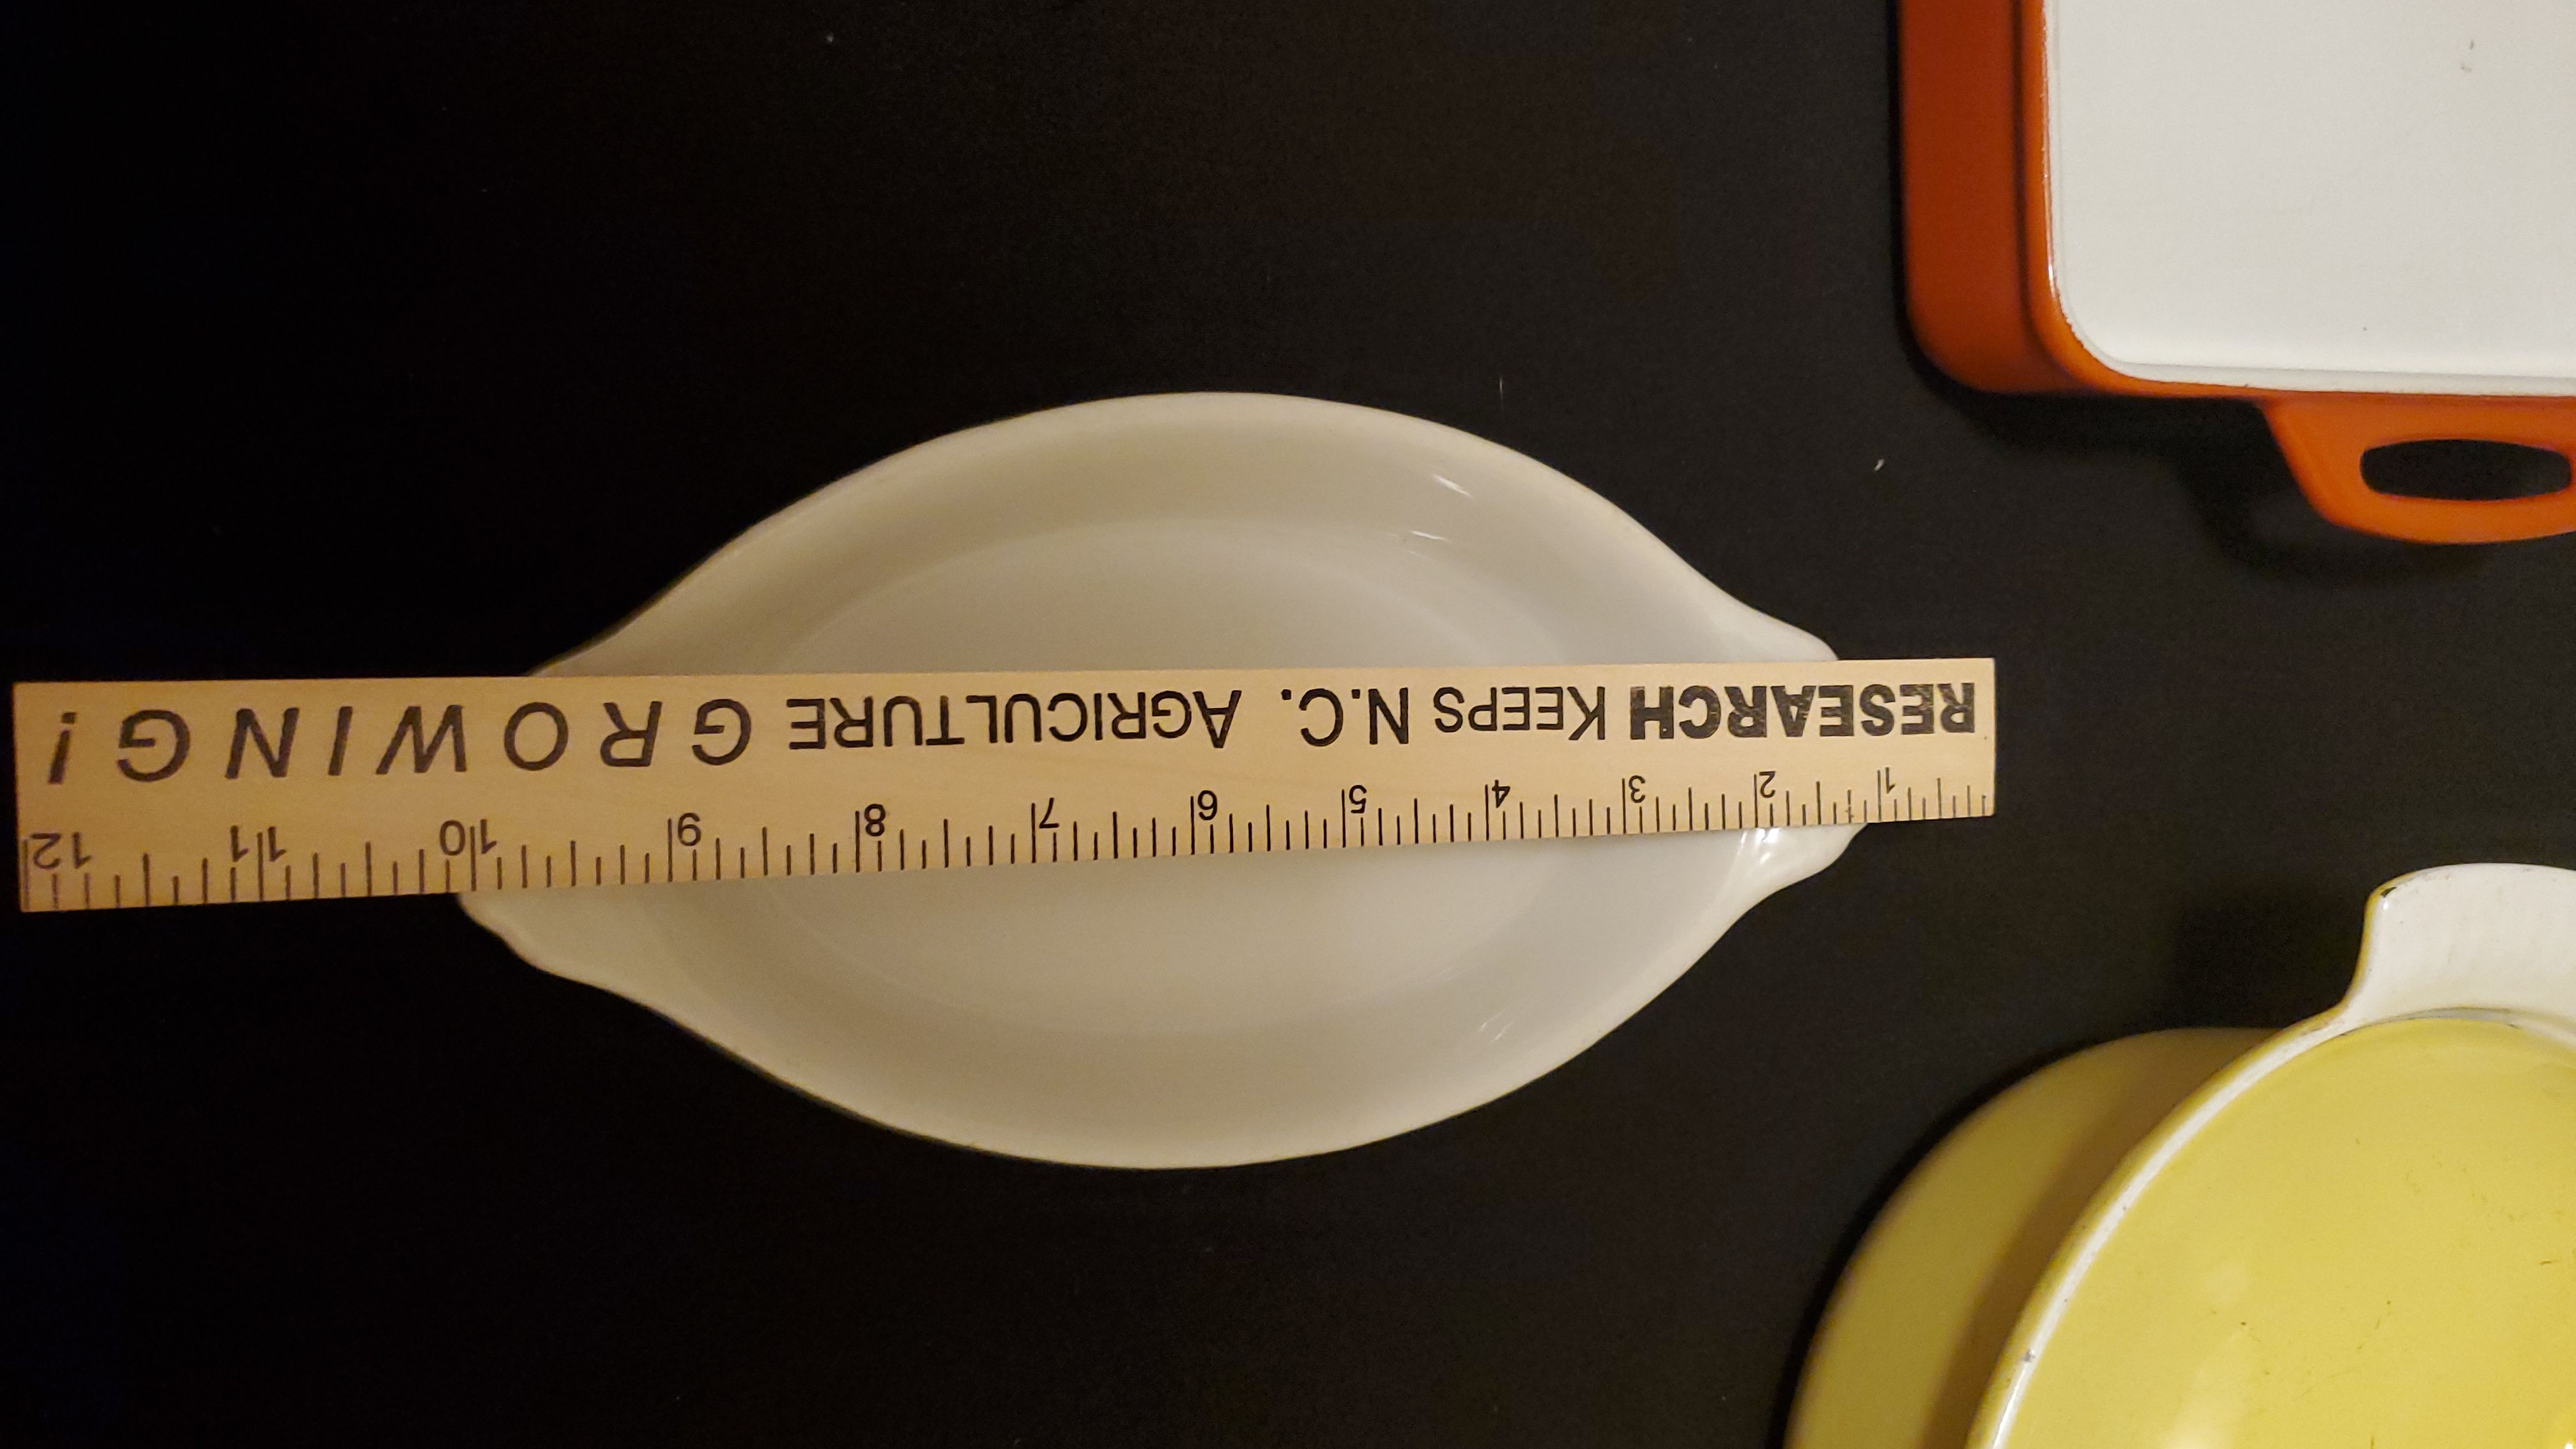 RESEARCH KEEPS N.C. AGRICULTURE GROWING!
1 2 3 4 5 6 7 8 9 10 11 12